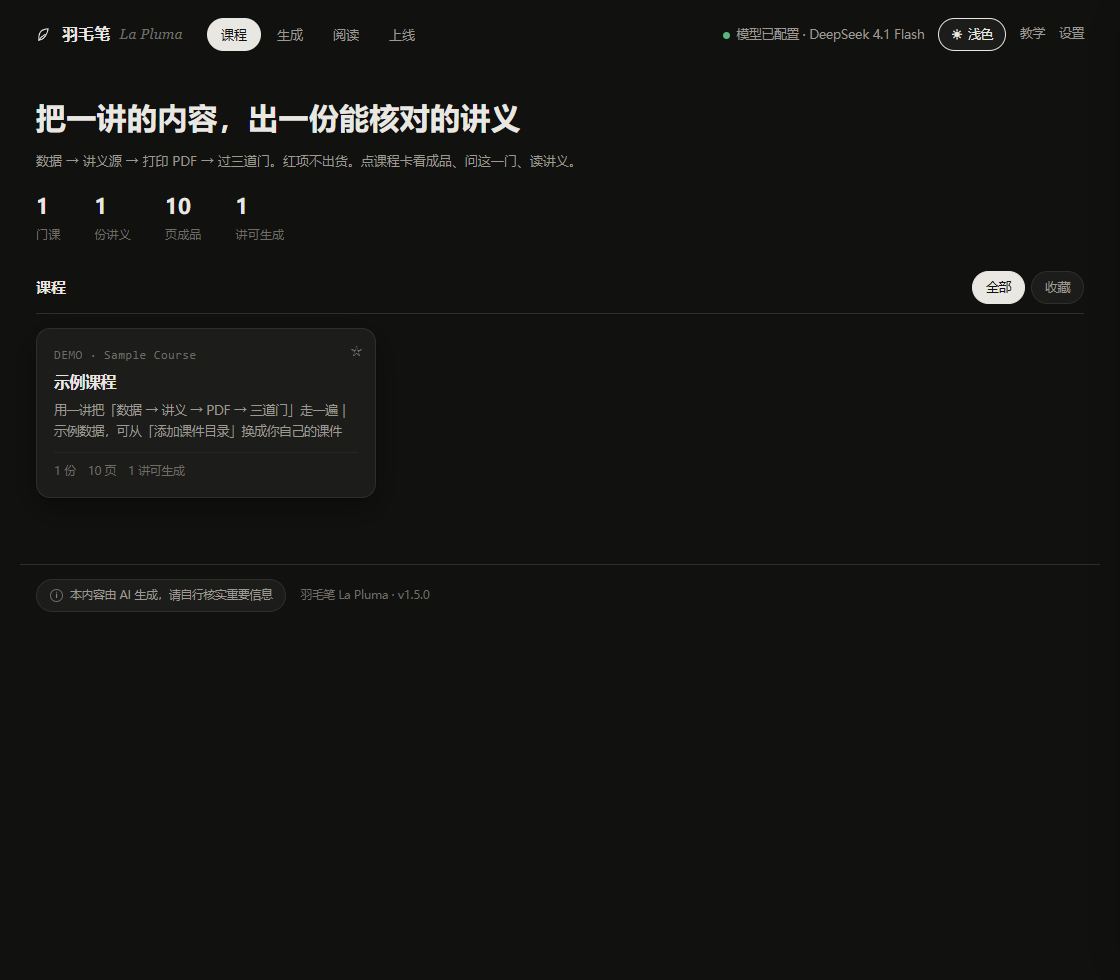 羽毛笔 La Pluma 课程 生成 阅读 上线 模型已配置 · DeepSeek 4.1 Flash ☀ 浅色 教学 设置
把一讲的内容，出一份能核对的讲义
数据 → 讲义源 → 打印 PDF → 过三道门。红项不出货。点课程卡看成品、问这一门、读讲义。
1 1 10 1
门课 份讲义 页成品 讲可生成
课程 全部 收藏
DEMO · Sample Course ☆
示例课程
用一讲把「数据 → 讲义 → PDF → 三道门」走一遍 |
示例数据，可从「添加课件目录」换成你自己的课件
1 份 10 页 1 讲可生成
本内容由 AI 生成，请自行核实重要信息 羽毛笔 La Pluma · v1.5.0